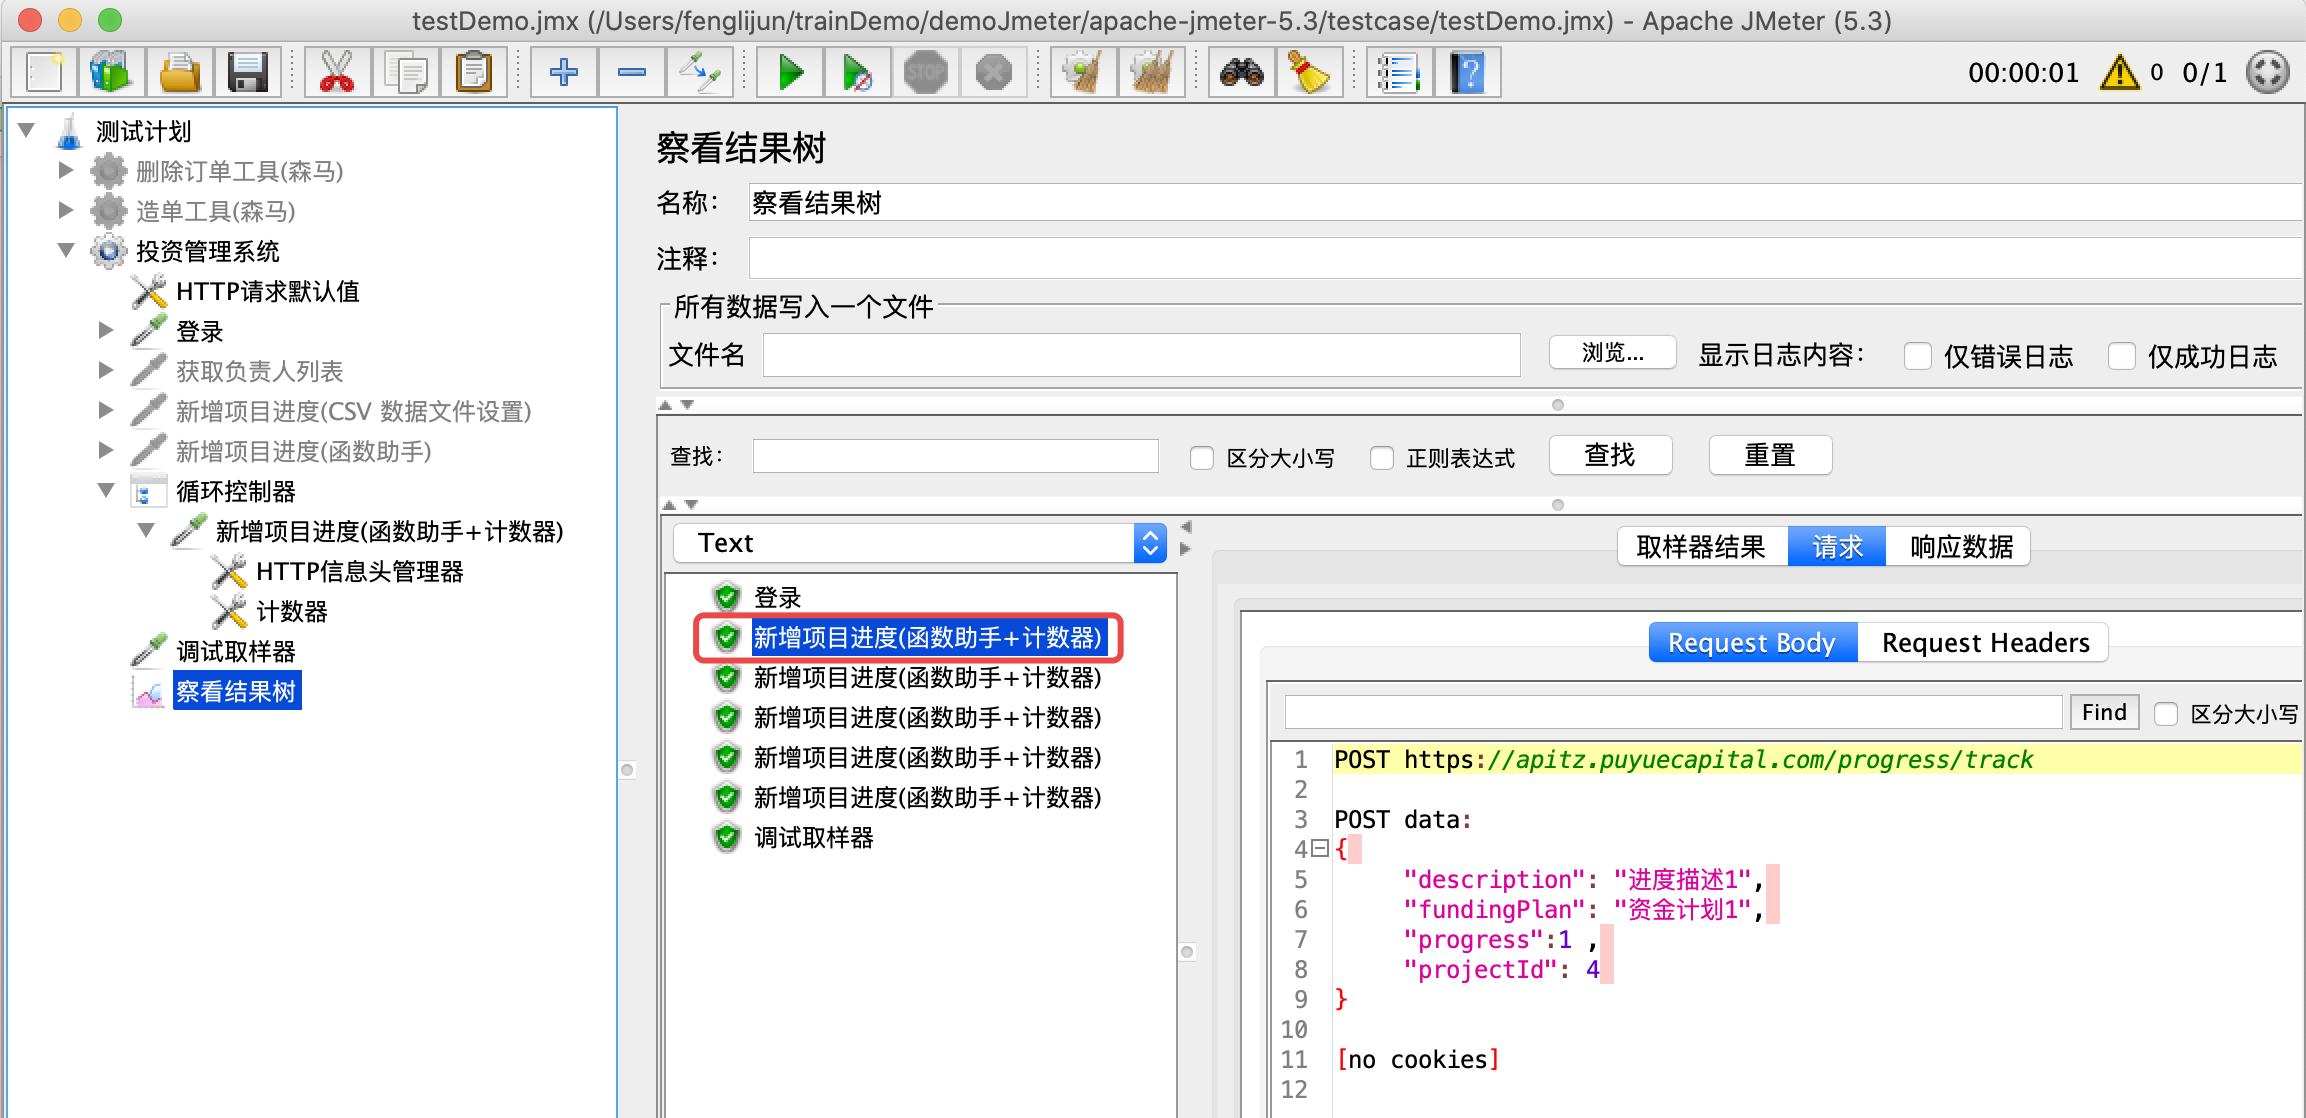 testDemo.jmx (/Users/fenglijun/trainDemo/demoJmeter/apache-jmeter-5.3/testcase/testDemo.jmx) - Apache JMeter (5.3)
STOP
00:00:01
0
0/1
测试计划
删除订单工具(森马)
造单工具(森马)
投资管理系统
HTTP请求默认值
登录
获取负责人列表
新增项目进度(CSV 数据文件设置)
新增项目进度(函数助手)
循环控制器
新增项目进度(函数助手+计数器)
HTTP信息头管理器
计数器
调试取样器
察看结果树
察看结果树
名称：
察看结果树
注释：
所有数据写入一个文件
文件名
浏览...
显示日志内容：
仅错误日志
仅成功日志
查找：
区分大小写
正则表达式
查找
重置
Text
登录
新增项目进度(函数助手+计数器)
新增项目进度(函数助手+计数器)
新增项目进度(函数助手+计数器)
新增项目进度(函数助手+计数器)
新增项目进度(函数助手+计数器)
调试取样器
取样器结果
请求
响应数据
Request Body
Request Headers
Find
区分大小写
1 POST https://apitz.puyuecapital.com/progress/track
2
3 POST data:
4 {
5 "description": "进度描述1",
6 "fundingPlan": "资金计划1",
7 "progress":1 ,
8 "projectId": 4
9 }
10
11 [no cookies]
12